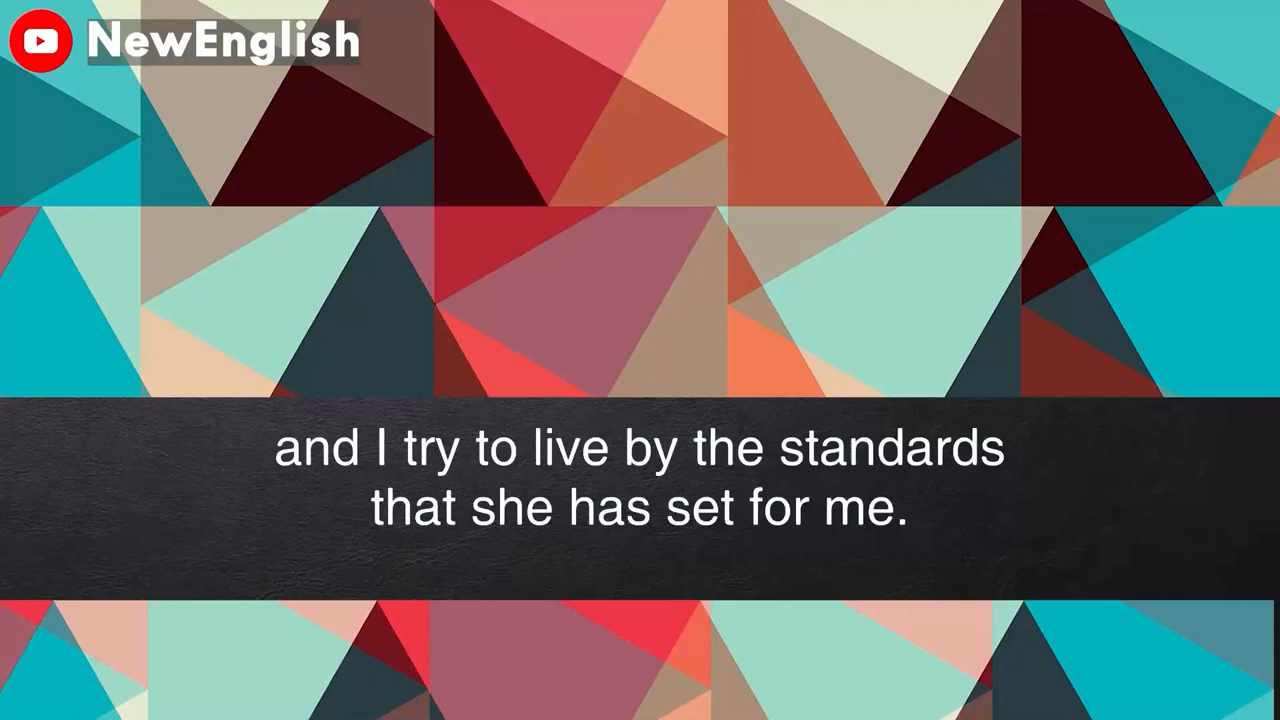 NewEnglish
and I try to live by the standards
that she has set for me.